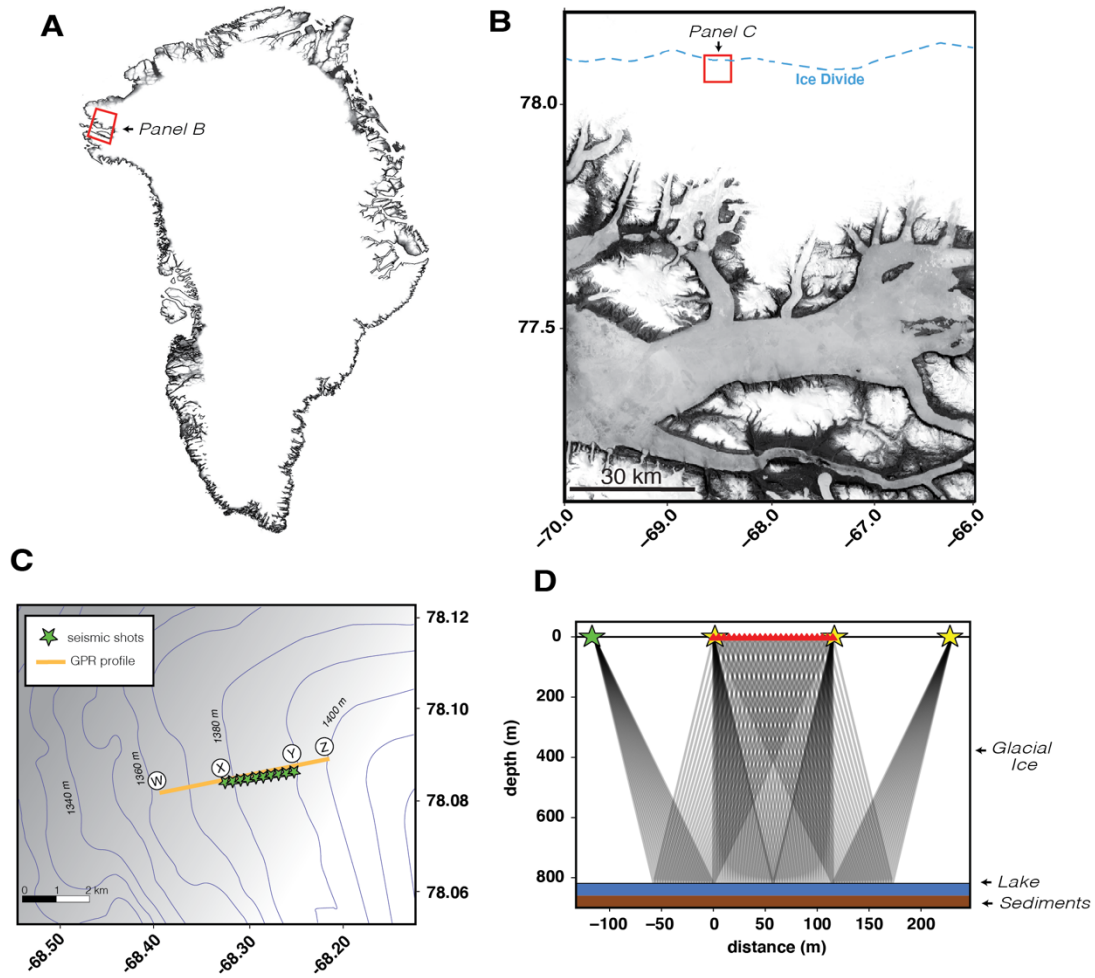 A
Panel B
B
Panel C
Ice Divide
78.0
77.5
30 km
-70.0
-69.0
-68.0
-67.0
-66.0
C
seismic shots
GPR profile
1340 m
1360 m
1380 m
1400 m
W
X
Y
Z
0 1 2 km
78.12
78.10
78.08
78.06
-68.50
-68.40
-68.30
-68.20
D
depth (m)
0
200
400
600
800
Glacial
Ice
Lake
Sediments
−100
−50
0
50
100
150
200
distance (m)